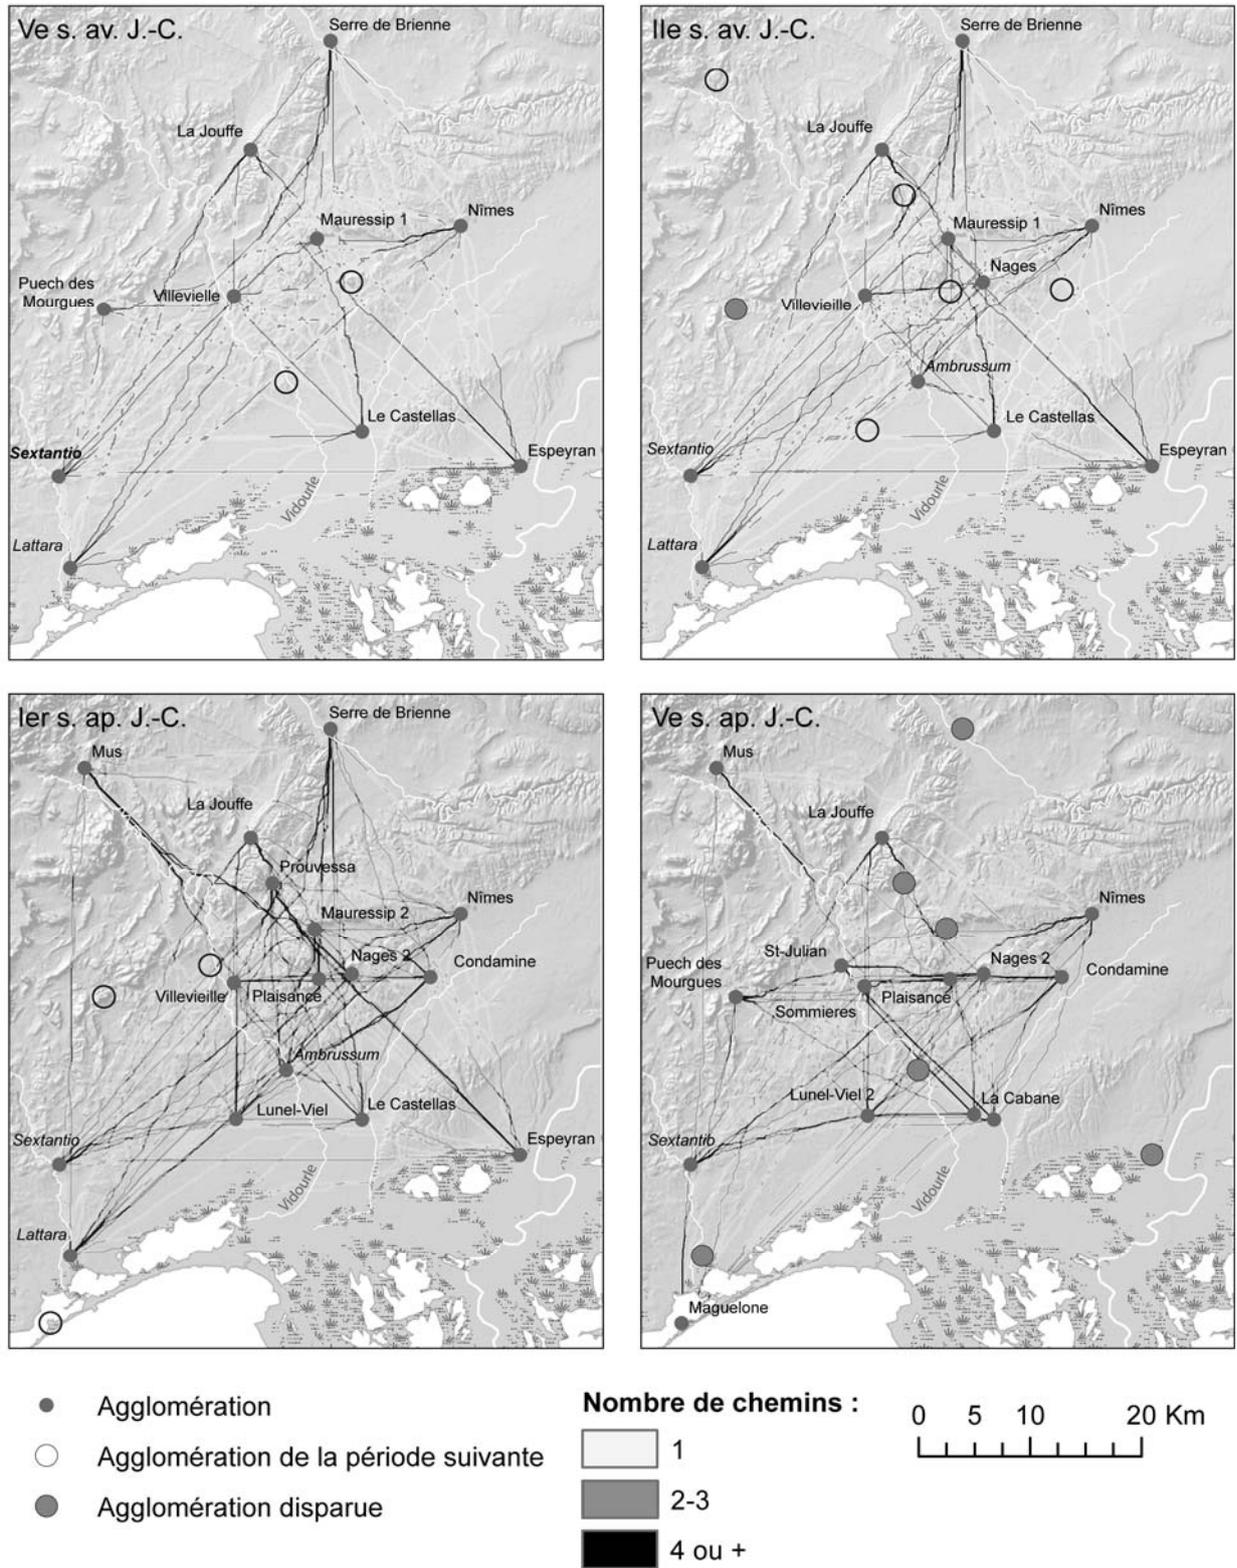 Ve s. av. J.-C.
Serre de Brienne
La Jouffe
Mauressip 1
Nîmes
Puech des
Mourgues
Villevielle
Le Castellas
Sextantio
Espeyran
Vidourle
Lattara
IIe s. av. J.-C.
Serre de Brienne
La Jouffe
Mauressip 1
Nîmes
Nages
Villevieille
Ambrussum
Le Castellas
Sextantio
Espeyran
Vidourle
Lattara
Ier s. ap. J.-C.
Serre de Brienne
Mus
La Jouffe
Prouvessa
Mauressip 2
Nîmes
Nages 2
Condamine
Villevieille
Plaisance
Ambrussum
Lunel-Viel
Le Castellas
Sextantio
Espeyran
Vidourle
Lattara
Ve s. ap. J.-C.
Mus
La Jouffe
Nîmes
St-Julian
Puech des
Mourgues
Nages 2
Condamine
Plaisance
Sommieres
Lunel-Viel 2
La Cabane
Sextantio
Vidourle
Maguelone
Agglomération
Agglomération de la période suivante
Agglomération disparue
Nombre de chemins :
1
2-3
4 ou +
0 5 10 20 Km